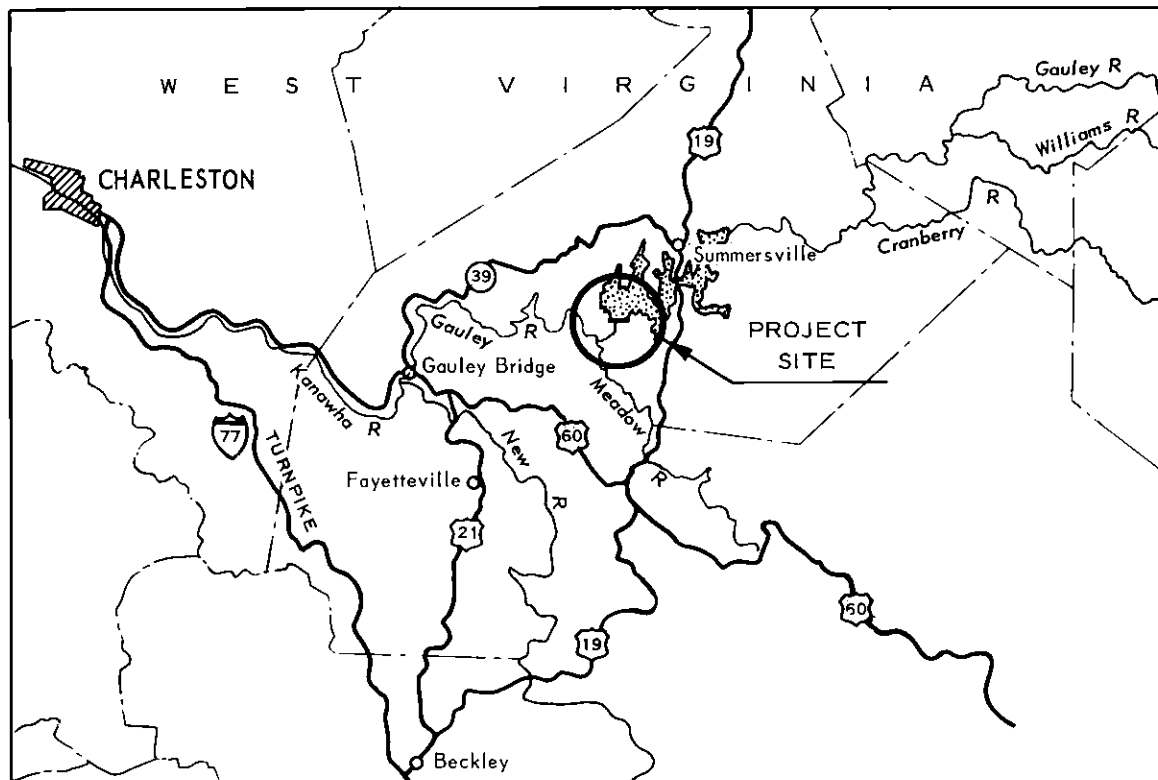 WEST VIRGINIA
Gauley R
Williams R
19
CHARLESTON
Cranberry R
Summersville
39
Gauley R
PROJECT
SITE
Gauley Bridge
Kanawha R
Meadow R
New R
60
77
TURNPIKE
Fayetteville
21
60
19
Beckley